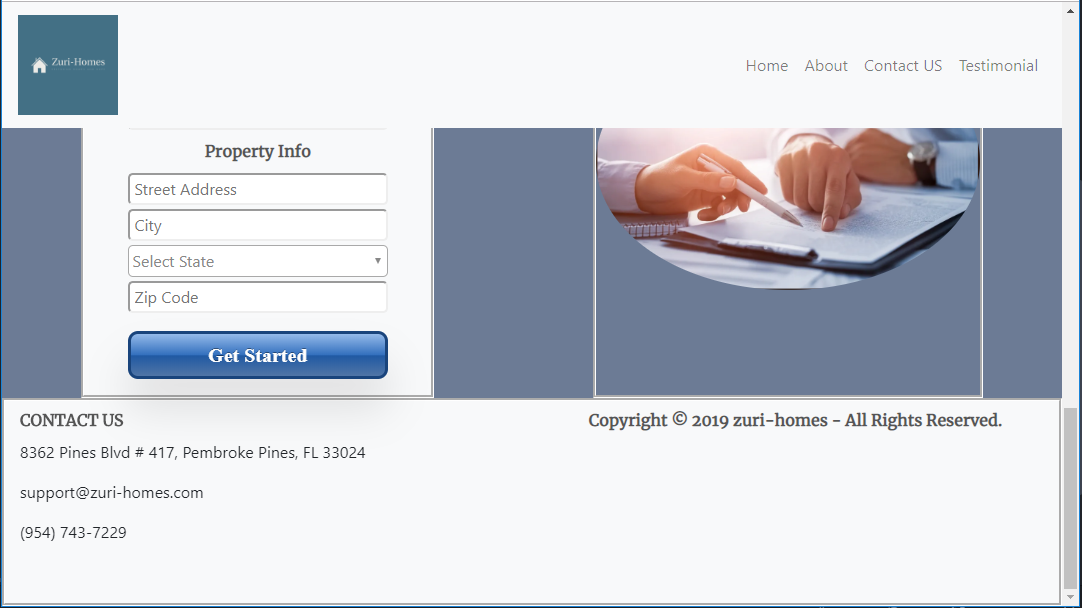 Zuri-Homes
Home About Contact US Testimonial
Property Info
Street Address
City
Select State
Zip Code
Get Started
CONTACT US
8362 Pines Blvd # 417, Pembroke Pines, FL 33024
support@zuri-homes.com
(954) 743-7229
Copyright © 2019 zuri-homes - All Rights Reserved.